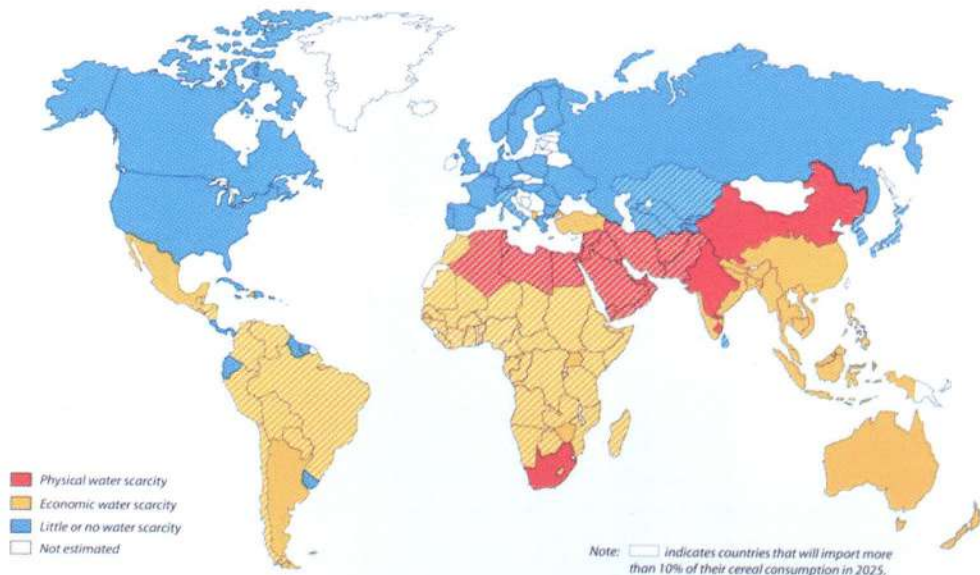 Physical water scarcity
Economic water scarcity
Little or no water scarcity
Not estimated
Note: indicates countries that will import more
than 10% of their cereal consumption in 2025.